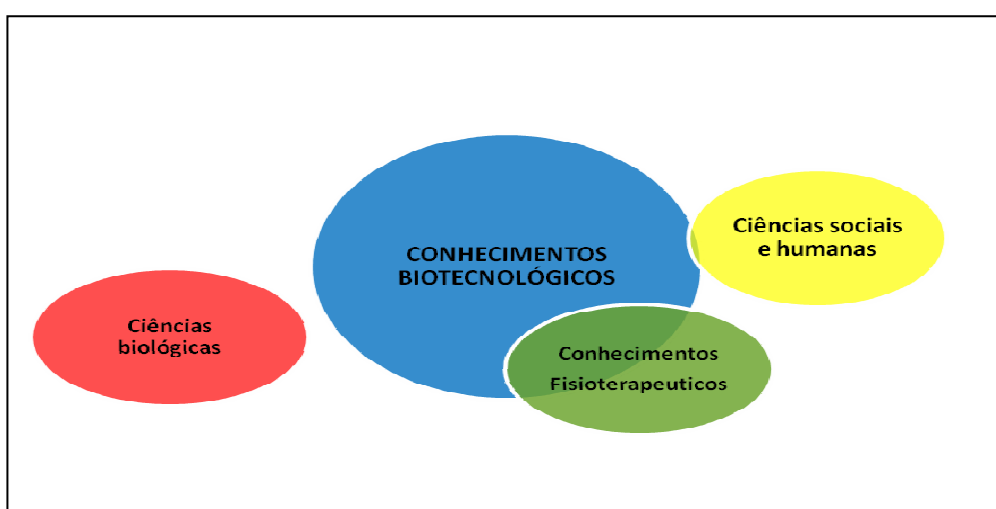 CONHECIMENTOS
BIOTECNOLÓGICOS
Ciências sociais
e humanas
Ciências
biológicas
Conhecimentos
Fisioterapeuticos